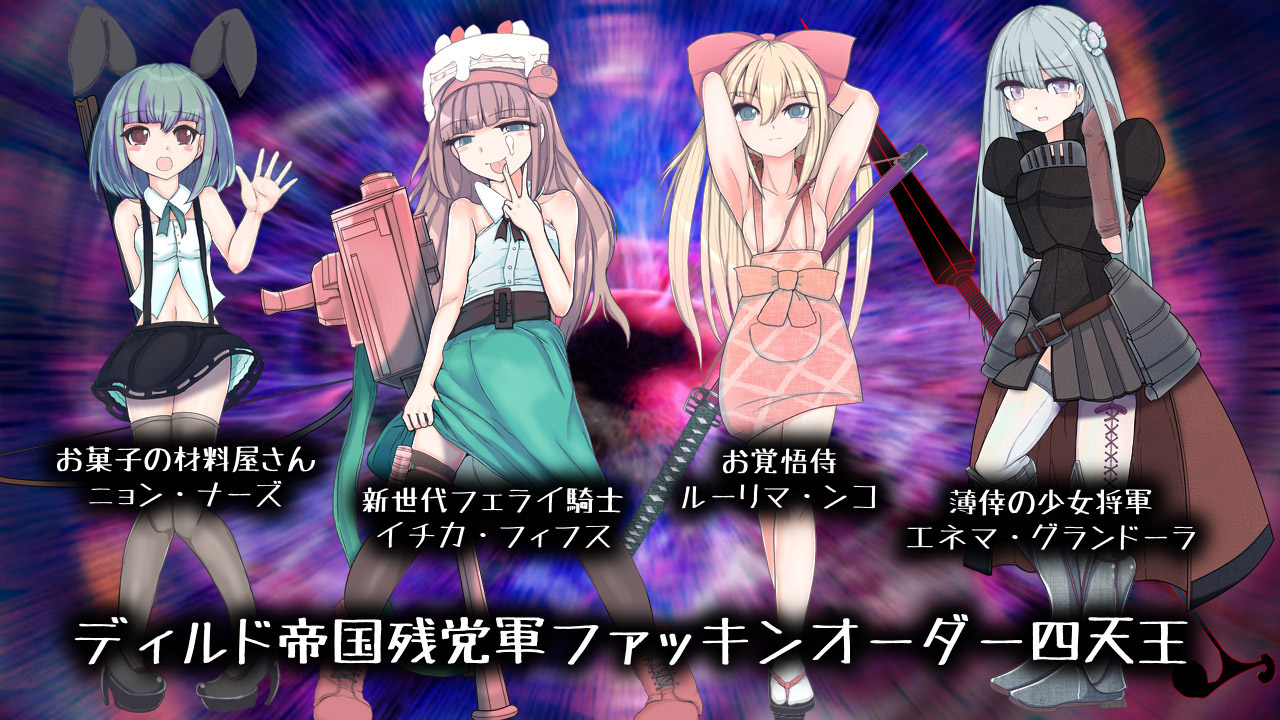 お菓子の材料屋さん
ニョン・ナーズ
新世代フェライ騎士
イチカ・フィフス
お覚悟侍
ルーリマ・ンコ
薄倖の少女将軍
エネマ・グランドーラ
ディルド帝国残党軍ファッキンオーダー四天王